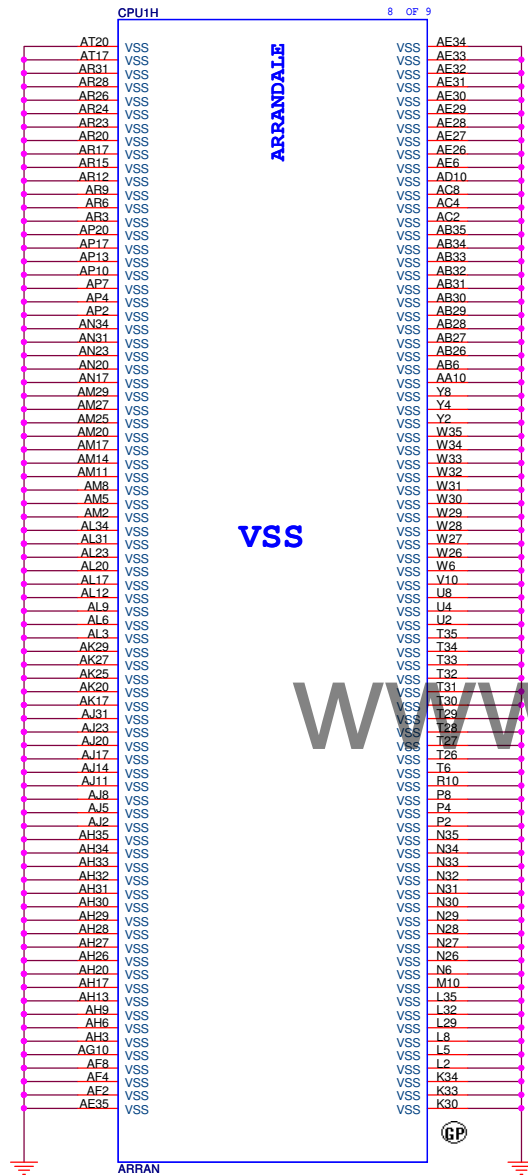 CPU1H 8 OF 9
ARRANDALE
AT20 VSS VSS AE34
AT17 VSS VSS AE33
AR31 VSS VSS AE32
AR28 VSS VSS AE31
AR26 VSS VSS AE30
AR24 VSS VSS AE29
AR23 VSS VSS AE28
AR20 VSS VSS AE27
AR17 VSS VSS AE26
AR15 VSS VSS AE6
AR12 VSS VSS AD10
AR9 VSS VSS AC8
AR6 VSS VSS AC4
AR3 VSS VSS AC2
AP20 VSS VSS AB35
AP17 VSS VSS AB34
AP13 VSS VSS AB33
AP10 VSS VSS AB32
AP7 VSS VSS AB31
AP4 VSS VSS AB30
AP2 VSS VSS AB29
AN34 VSS VSS AB28
AN31 VSS VSS AB27
AN23 VSS VSS AB26
AN20 VSS VSS AB6
AN17 VSS VSS AA10
AM29 VSS VSS Y8
AM27 VSS VSS Y4
AM25 VSS VSS Y2
AM20 VSS VSS W35
AM17 VSS VSS W34
AM14 VSS VSS W33
AM11 VSS VSS W32
AM8 VSS VSS W31
AM5 VSS VSS W30
AM2 VSS VSS W29
AL34 VSS VSS W28
VSS
AL31 VSS VSS W27
AL23 VSS VSS W26
AL20 VSS VSS W6
AL17 VSS VSS V10
AL12 VSS VSS U8
AL9 VSS VSS U4
AL6 VSS VSS U2
AL3 VSS VSS T35
AK29 VSS VSS T34
AK27 VSS VSS T33
AK25 VSS VSS T32
AK20 VSS VSS T31
AK17 VSS VSS T30
AJ31 VSS VSS T29
AJ23 VSS VSS T28
AJ20 VSS VSS T27
AJ17 VSS VSS T26
AJ14 VSS VSS T6
AJ11 VSS VSS R10
AJ8 VSS VSS P8
AJ5 VSS VSS P4
AJ2 VSS VSS P2
AH35 VSS VSS N35
AH34 VSS VSS N34
AH33 VSS VSS N33
AH32 VSS VSS N32
AH31 VSS VSS N31
AH30 VSS VSS N30
AH29 VSS VSS N29
AH28 VSS VSS N28
AH27 VSS VSS N27
AH26 VSS VSS N26
AH20 VSS VSS N6
AH17 VSS VSS M10
AH13 VSS VSS L35
AH9 VSS VSS L32
AH6 VSS VSS L29
AH3 VSS VSS L8
AG10 VSS VSS L5
AF8 VSS VSS L2
AF4 VSS VSS K34
AF2 VSS VSS K33
AE35 VSS VSS K30
www
GP
ARRAN